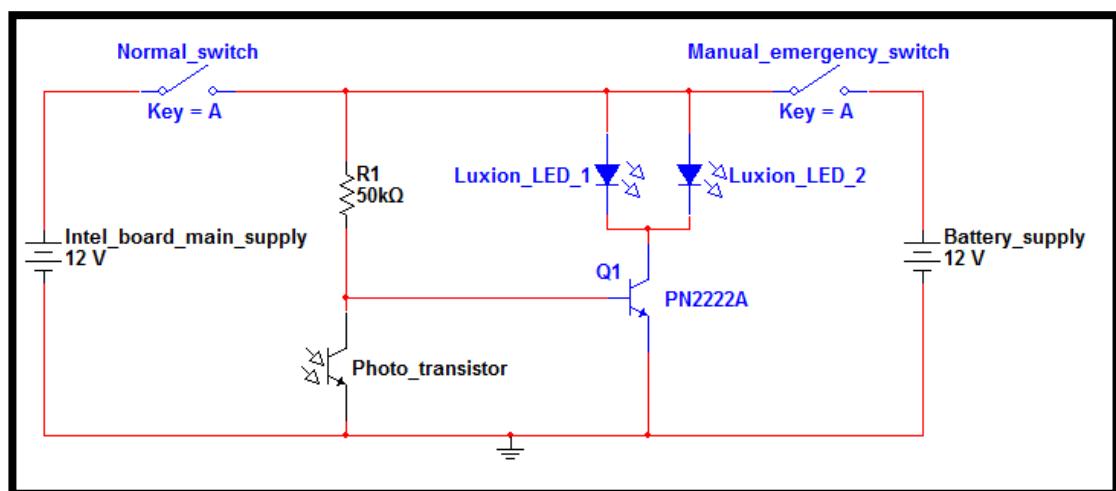 Normal_switch
Key = A
Manual_emergency_switch
Key = A
R1
50kΩ
Luxion_LED_1
Luxion_LED_2
Intel_board_main_supply
12 V
Battery_supply
12 V
Q1
PN2222A
Photo_transistor